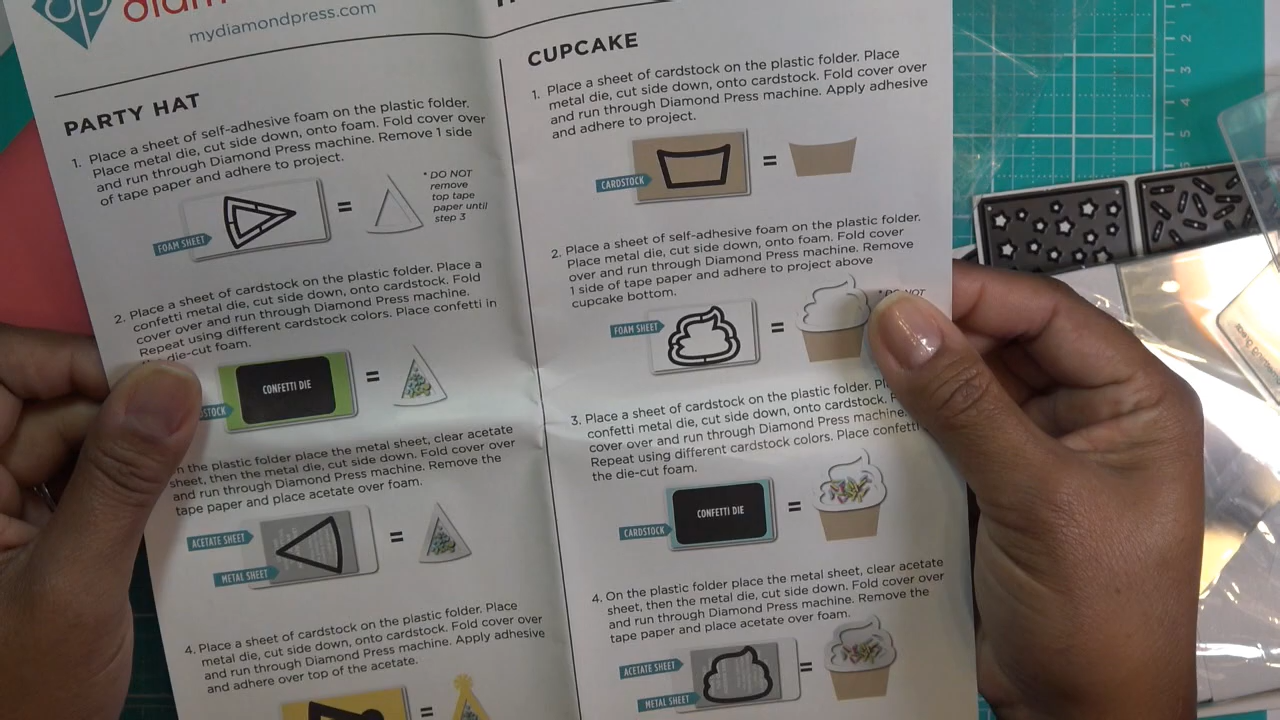 diam
mydiamondpress.com
PARTY HAT
1. Place a sheet of self-adhesive foam on the plastic folder.
Place metal die, cut side down, onto foam. Fold cover over
and run through Diamond Press machine. Remove 1 side
of tape paper and adhere to project.
FOAM SHEET
=
* DO NOT
remove
top tape
paper until
step 3
2. Place a sheet of cardstock on the plastic folder. Place a
confetti metal die, cut side down, onto cardstock. Fold
cover over and run through Diamond Press machine.
Repeat using different cardstock colors. Place confetti in
die-cut foam.
STOCK
CONFETTI DIE
=
the plastic folder place the metal sheet, clear acetate
sheet, then the metal die, cut side down. Fold cover over
and run through Diamond Press machine. Remove the
tape paper and place acetate over foam.
ACETATE SHEET
METAL SHEET
=
4. Place a sheet of cardstock on the plastic folder. Place
metal die, cut side down, onto cardstock. Fold cover over
and run through Diamond Press machine. Apply adhesive
and adhere over top of the acetate.
=
CUPCAKE
1. Place a sheet of cardstock on the plastic folder. Place
metal die, cut side down, onto cardstock. Fold cover over
and run through Diamond Press machine. Apply adhesive
and adhere to project.
CARDSTOCK
=
2. Place a sheet of self-adhesive foam on the plastic folder.
Place metal die, cut side down, onto foam. Fold cover
over and run through Diamond Press machine. Remove
1 side of tape paper and adhere to project above
cupcake bottom.
FOAM SHEET
=
* DO NOT
3. Place a sheet of cardstock on the plastic folder.
confetti metal die, cut side down, onto cardstock.
cover over and run through Diamond Press machine.
Repeat using different cardstock colors. Place confetti
the die-cut foam.
CARDSTOCK
CONFETTI DIE
=
4. On the plastic folder place the metal sheet, clear acetate
sheet, then the metal die, cut side down. Fold cover over
and run through Diamond Press machine. Remove the
tape paper and place acetate over foam.
ACETATE SHEET
METAL SHEET
=
1
2
3
4
5